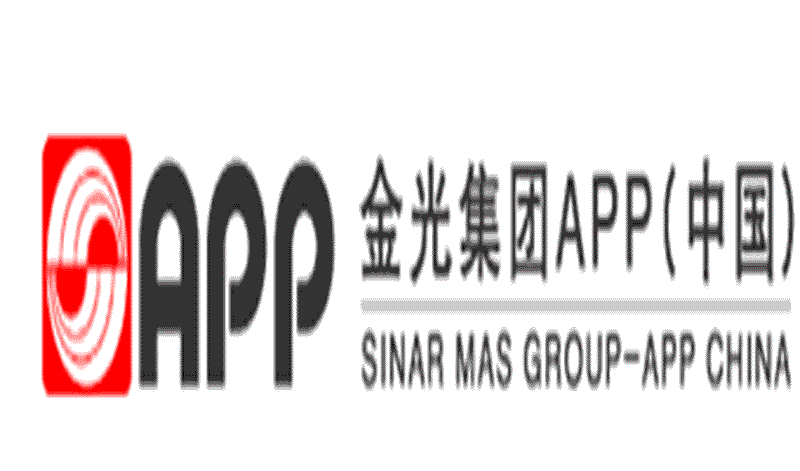 APP
金光集团APP(中国)
SINAR MAS GROUP-APP CHINA